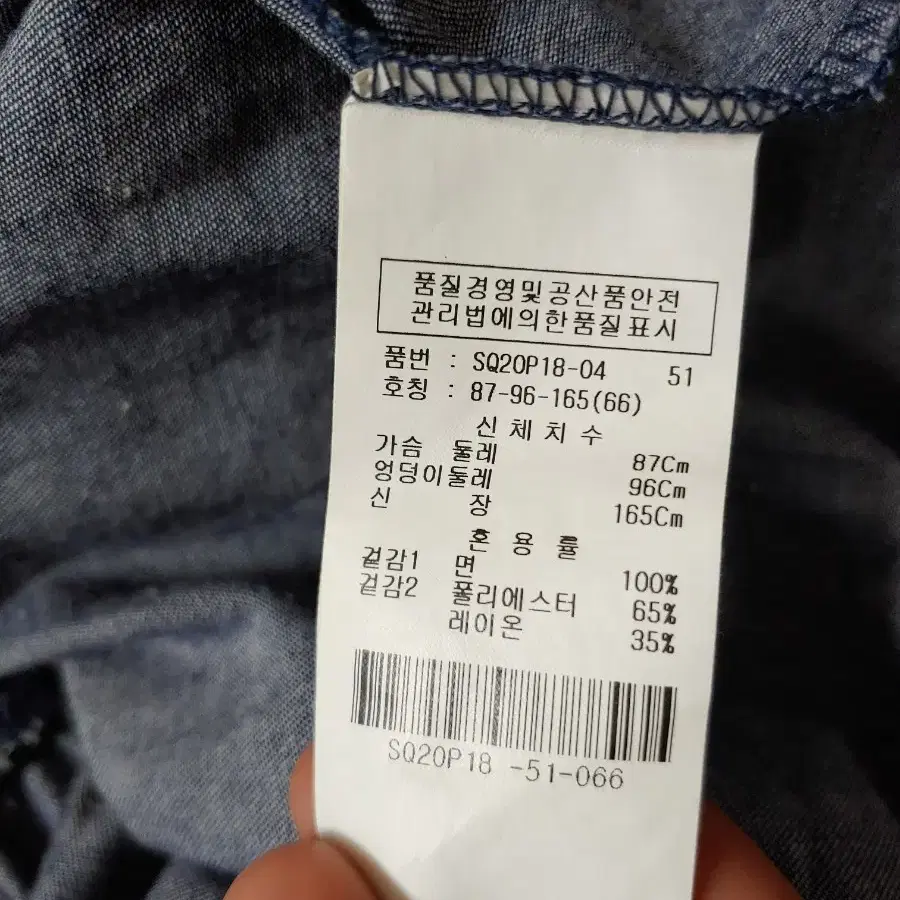 품질경영및공산품안전
관리법에의한품질표시
품번 : SQ20P18-04 51
호칭 : 87-96-165(66)
신체치수
가슴 둘레 87Cm
엉덩이둘레 96Cm
신 장 165Cm
혼용률
겉감1 면 100%
겉감2 폴리에스터 65%
레이온 35%
SQ20P18 -51-066